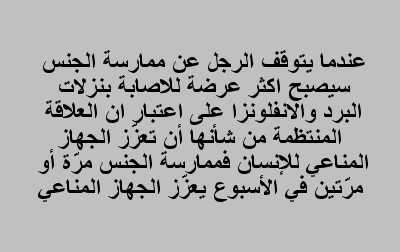 عندما يتوقف الرجل عن ممارسة الجنس
سيصبح اكثر عرضة للاصابة بنزلات
البرد والانفلونزا على اعتبار ان العلاقة
المنتظمة من شأنها أن تعزّز الجهاز
المناعي للإنسان فممارسة الجنس مرّة أو
مرّتين في الأسبوع يعزّز الجهاز المناعي